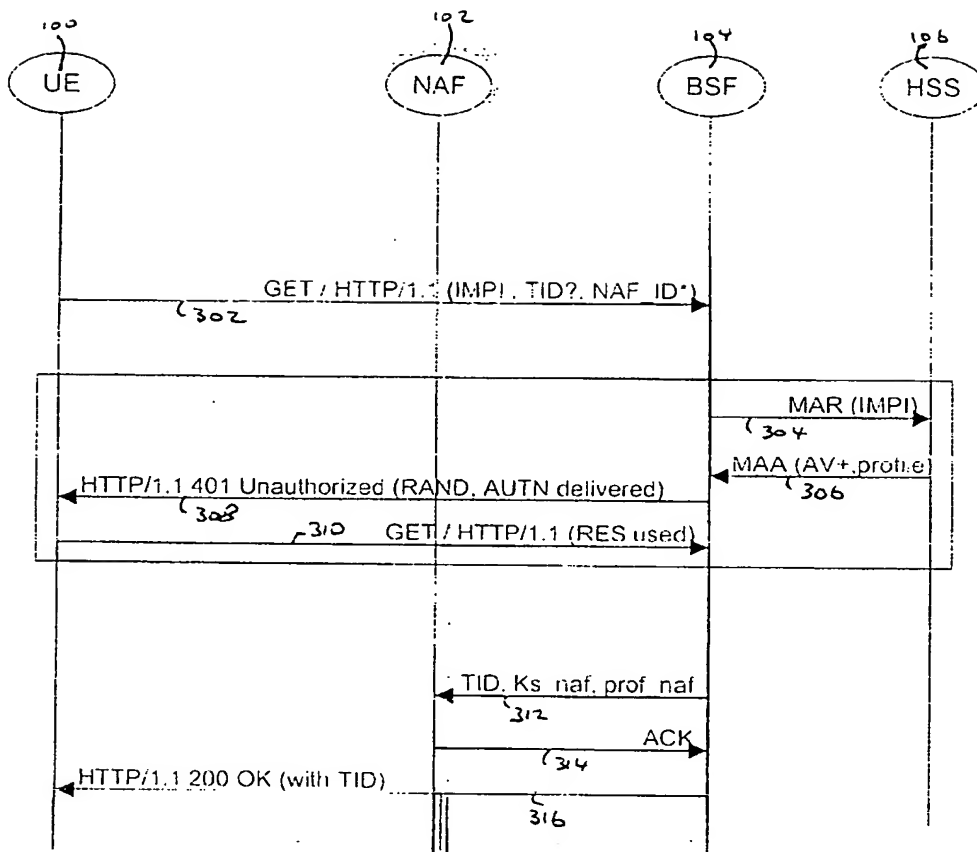 100 102 104 106
UE NAF BSF HSS
GET / HTTP/1.1 (IMPI, TID?, NAF_ID*)
302
MAR (IMPI)
304
MAA (AV+,profile)
306
HTTP/1.1 401 Unauthorized (RAND, AUTN delivered)
308
310
GET / HTTP/1.1 (RES used)
TID, Ks_naf, prof_naf
312
ACK
314
HTTP/1.1 200 OK (with TID)
316